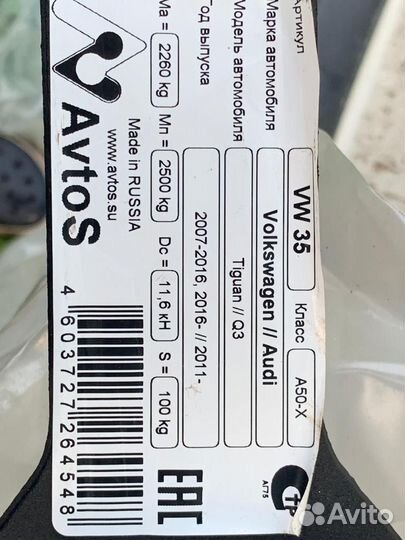 Артикул VW 35 Класс A50-X
Марка автомобиля Volkswagen // Audi
Модель автомобиля Tiguan // Q3
Год выпуска 2007-2016, 2016- // 2011-
Ma = 2260 kg Mn = 2500 kg Dc = 11,6 кН S = 100 kg
Made in RUSSIA
www.avtos.su
AvtoS
4 603727 264548
EAC
A/75
Avito